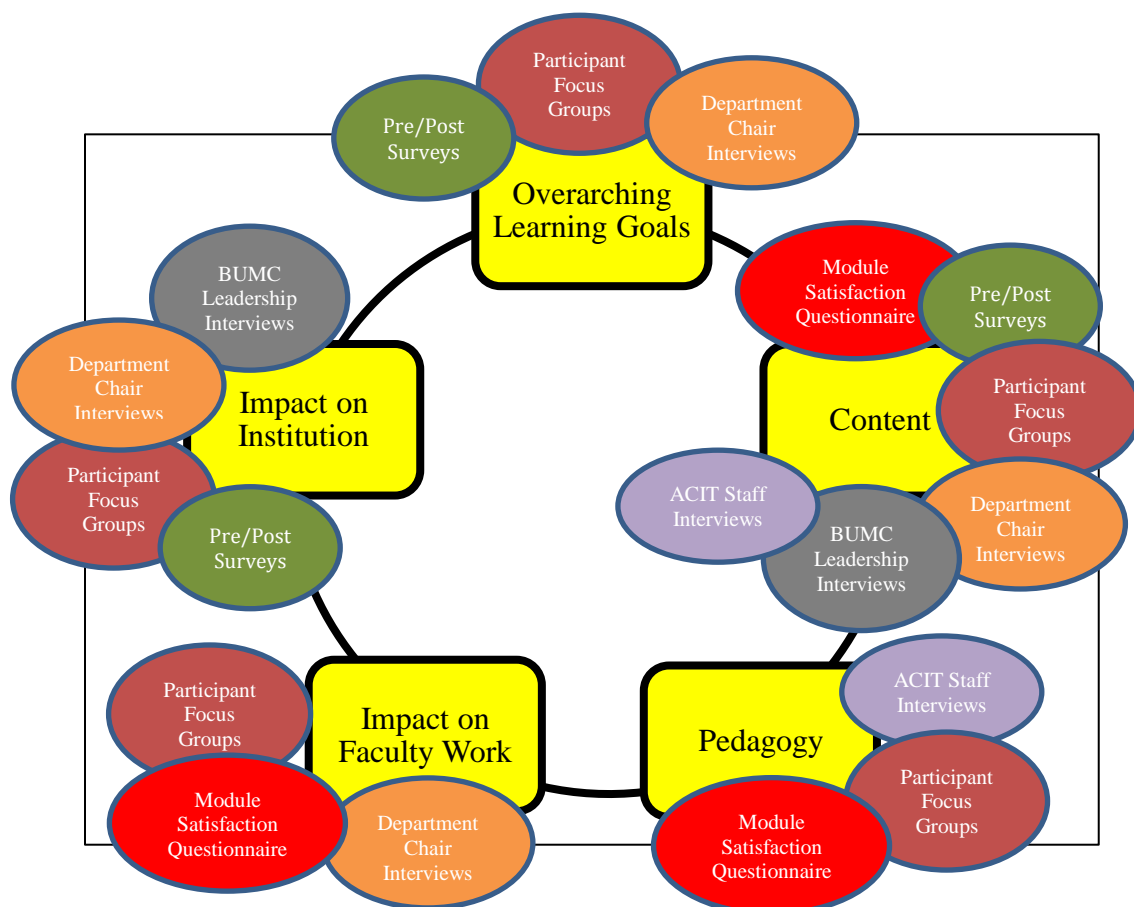 Participant
Focus
Groups
Pre/Post
Surveys
Department
Chair
Interviews
Overarching
Learning Goals
BUMC
Leadership
Interviews
Department
Chair
Interviews
Participant
Focus
Groups
Pre/Post
Surveys
Impact on
Institution
Module
Satisfaction
Questionnaire
Pre/Post
Surveys
Participant
Focus
Groups
Content
ACIT Staff
Interviews
BUMC
Leadership
Interviews
Department
Chair
Interviews
Participant
Focus
Groups
Module
Satisfaction
Questionnaire
Department
Chair
Interviews
Impact on
Faculty Work
Pedagogy
ACIT Staff
Interviews
Participant
Focus
Groups
Module
Satisfaction
Questionnaire